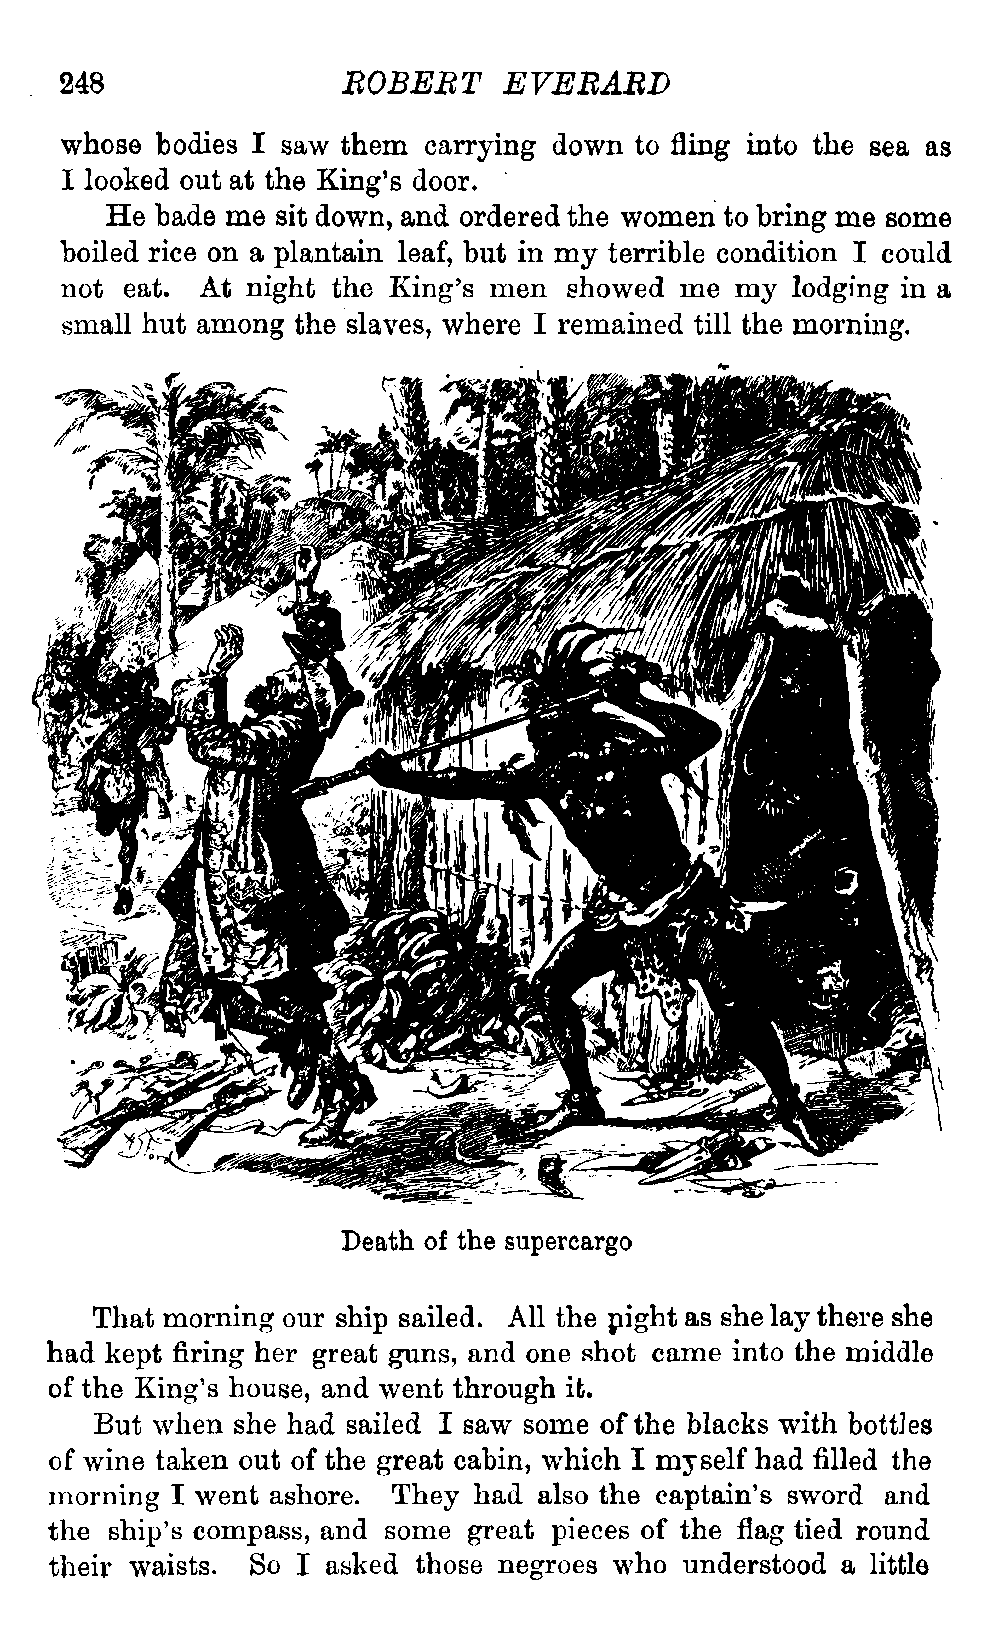 248 ROBERT EVERARD
whose bodies I saw them carrying down to fling into the sea as
I looked out at the King's door.
He bade me sit down, and ordered the women to bring me some
boiled rice on a plantain leaf, but in my terrible condition I could
not eat. At night the King's men showed me my lodging in a
small hut among the slaves, where I remained till the morning.
Death of the supercargo
That morning our ship sailed. All the night as she lay there she
had kept firing her great guns, and one shot came into the middle
of the King's house, and went through it.
But when she had sailed I saw some of the blacks with bottles
of wine taken out of the great cabin, which I myself had filled the
morning I went ashore. They had also the captain's sword and
the ship's compass, and some great pieces of the flag tied round
their waists. So I asked those negroes who understood a little